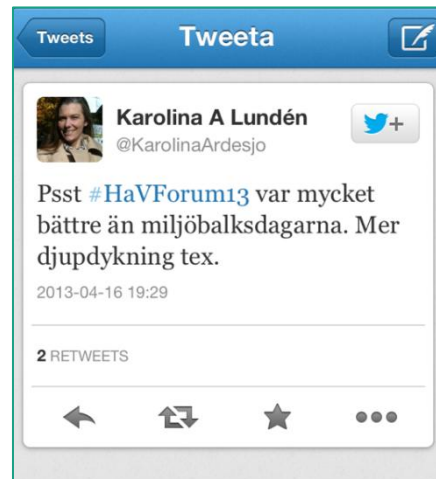 Tweets
Tweeta
Karolina A Lundén
@KarolinaArdesjo
Psst #HaVForum13 var mycket
bättre än miljöbalksdagarna. Mer
djupdykning tex.
2013-04-16 19:29
2 RETWEETS